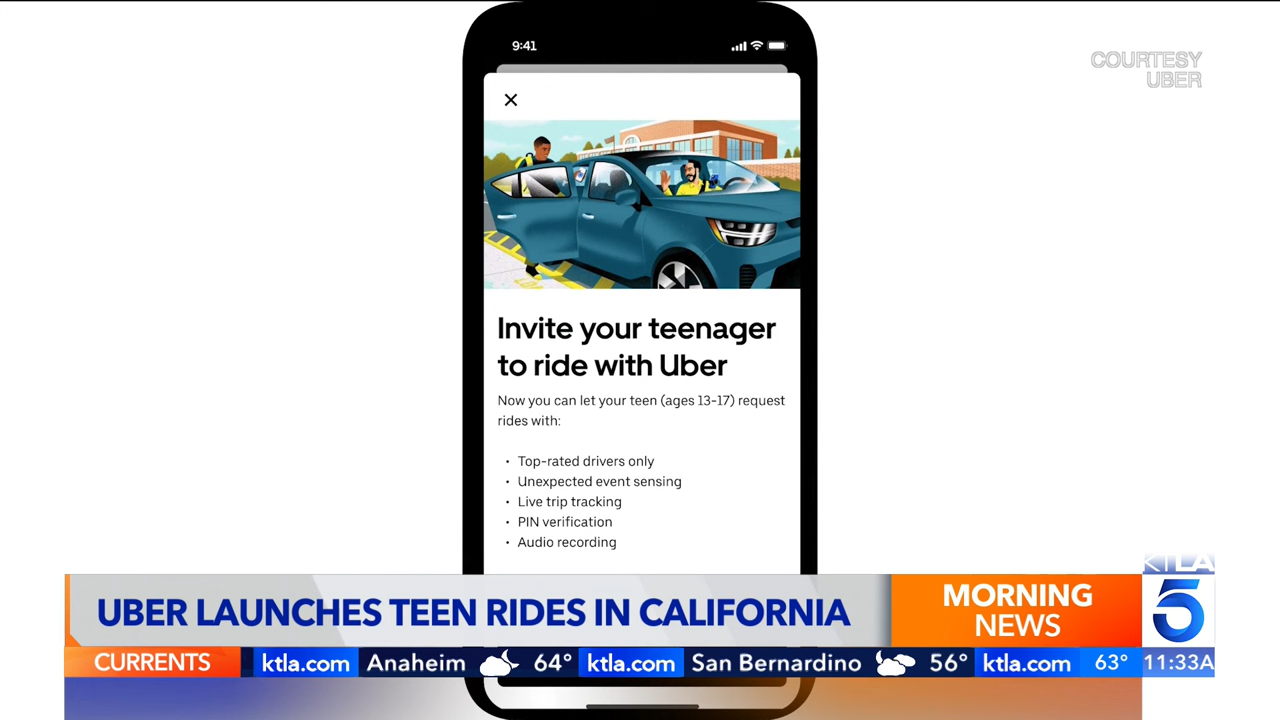 9:41
COURTESY
UBER
Invite your teenager
to ride with Uber
Now you can let your teen (ages 13-17) request
rides with:
• Top-rated drivers only
• Unexpected event sensing
• Live trip tracking
• PIN verification
• Audio recording
UBER LAUNCHES TEEN RIDES IN CALIFORNIA
MORNING
NEWS
KTLA
5
CURRENTS ktla.com Anaheim 64° ktla.com San Bernardino 56° ktla.com 63° 11:33A